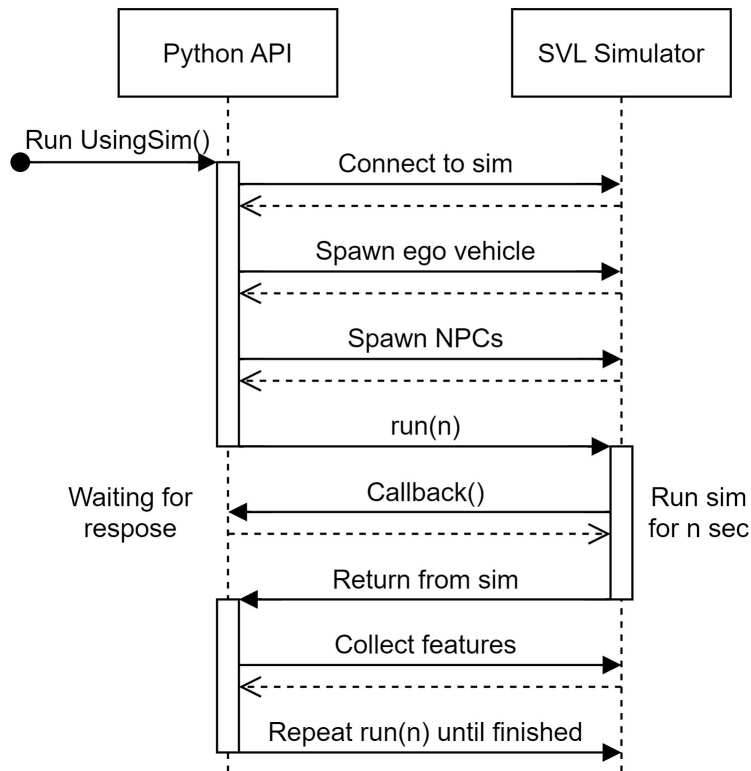 Python API
SVL Simulator
Run UsingSim()
Connect to sim
Spawn ego vehicle
Spawn NPCs
run(n)
Waiting for
respose
Callback()
Run sim
for n sec
Return from sim
Collect features
Repeat run(n) until finished